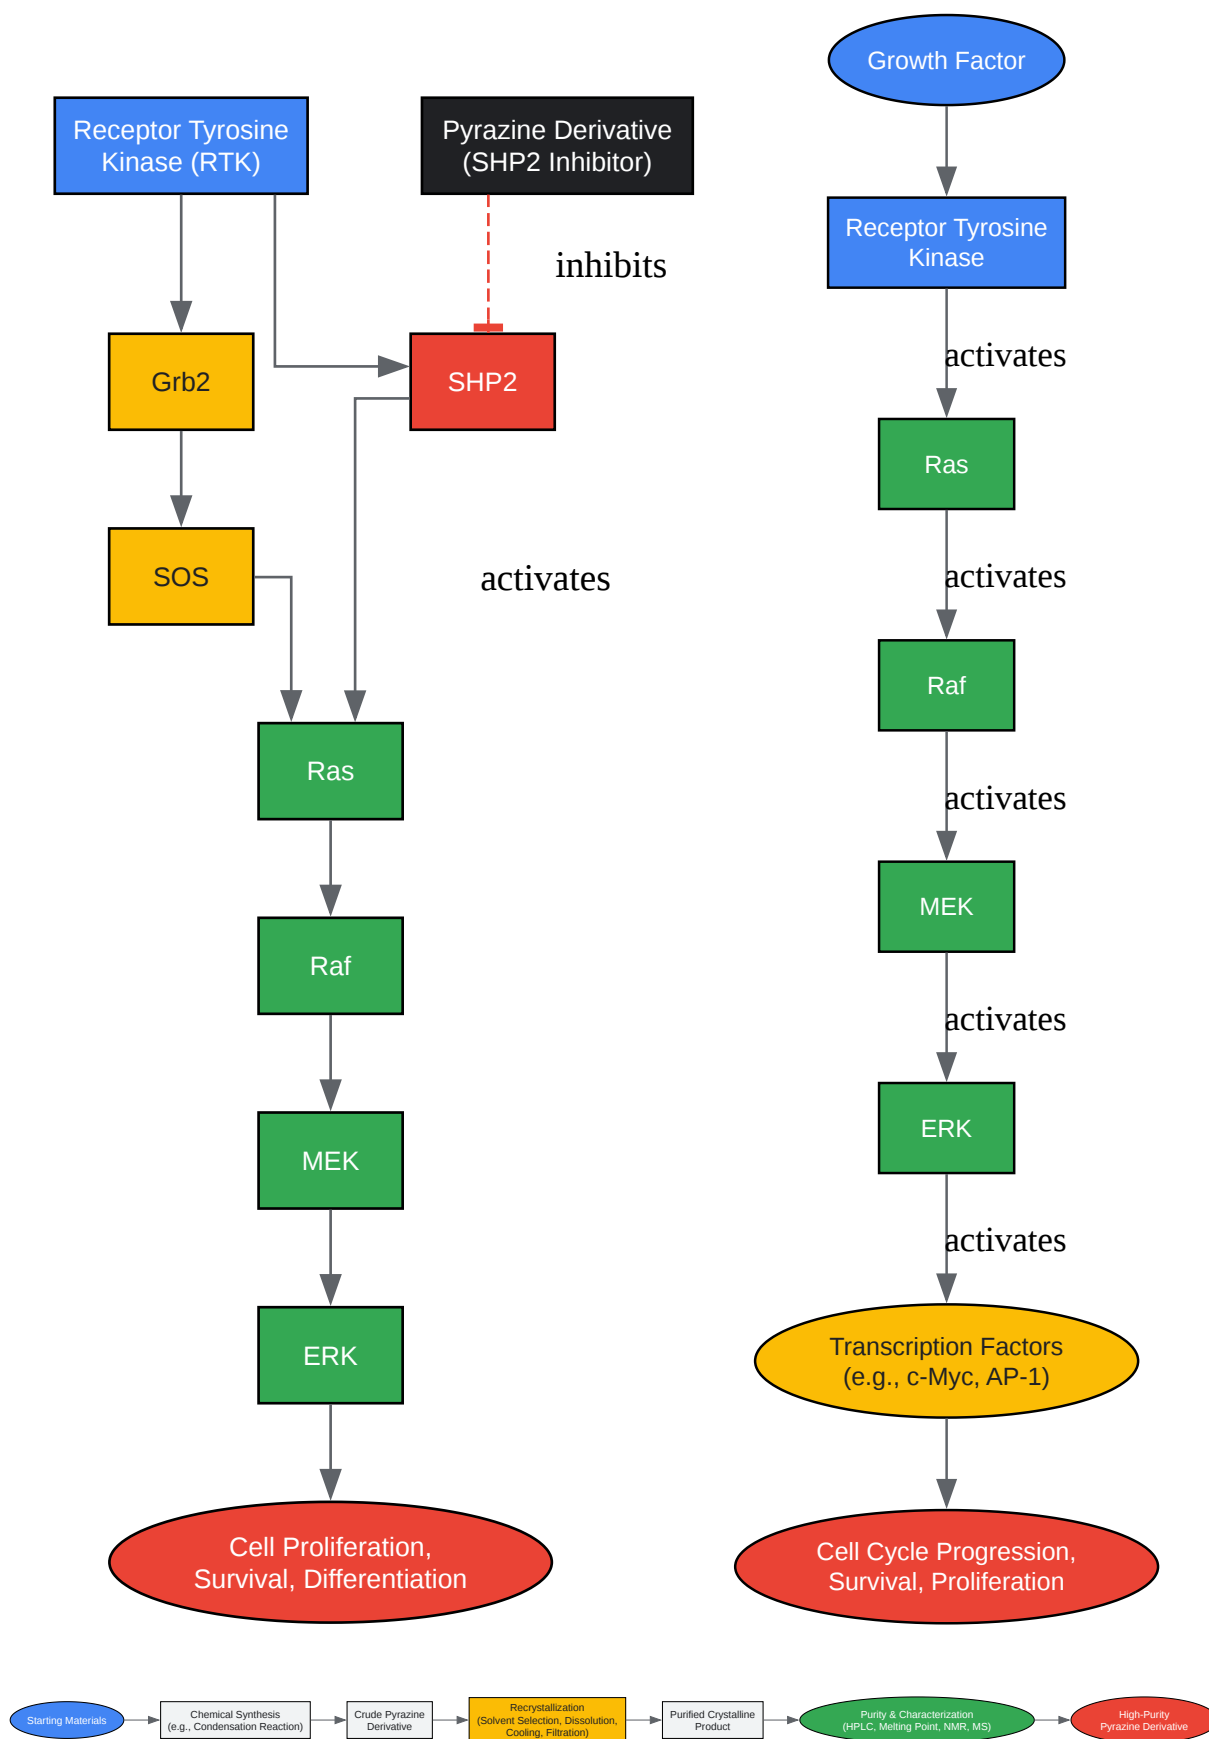 Receptor Tyrosine
Kinase (RTK)
Pyrazine Derivative
(SHP2 Inhibitor)
inhibits
Grb2
SHP2
SOS
activates
Ras
Raf
MEK
ERK
Cell Proliferation,
Survival, Differentiation
Growth Factor
Receptor Tyrosine
Kinase
activates
Ras
activates
Raf
activates
MEK
activates
ERK
activates
Transcription Factors
(e.g., c-Myc, AP-1)
Cell Cycle Progression,
Survival, Proliferation
Starting Materials
Chemical Synthesis
(e.g., Condensation Reaction)
Crude Pyrazine
Derivative
Recrystallization
(Solvent Selection, Dissolution,
Cooling, Filtration)
Purified Crystalline
Product
Purity & Characterization
(HPLC, Melting Point, NMR, MS)
High-Purity
Pyrazine Derivative